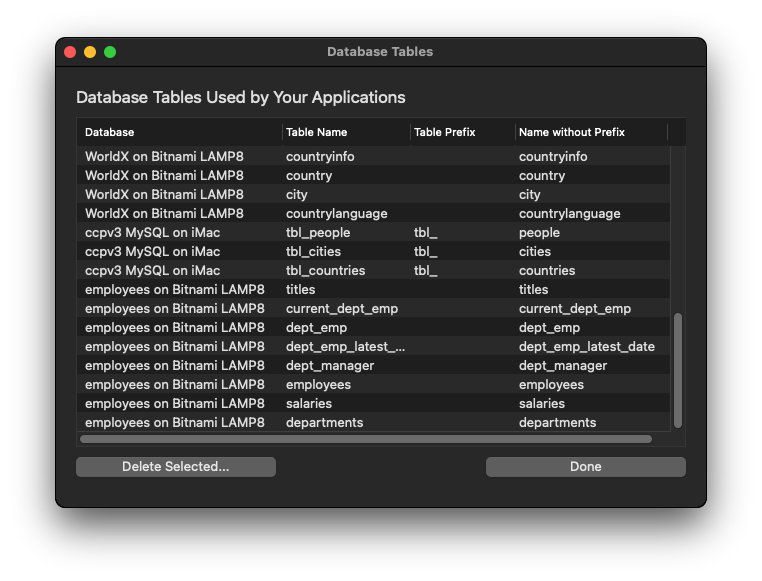 Database Tables
Database Tables Used by Your Applications
Database Table Name Table Prefix Name without Prefix
WorldX on Bitnami LAMP8 countryinfo countryinfo
WorldX on Bitnami LAMP8 country country
WorldX on Bitnami LAMP8 city city
WorldX on Bitnami LAMP8 countrylanguage countrylanguage
ccpv3 MySQL on iMac tbl_people tbl_ people
ccpv3 MySQL on iMac tbl_cities tbl_ cities
ccpv3 MySQL on iMac tbl_countries tbl_ countries
employees on Bitnami LAMP8 titles titles
employees on Bitnami LAMP8 current_dept_emp current_dept_emp
employees on Bitnami LAMP8 dept_emp dept_emp
employees on Bitnami LAMP8 dept_emp_latest_... dept_emp_latest_date
employees on Bitnami LAMP8 dept_manager dept_manager
employees on Bitnami LAMP8 employees employees
employees on Bitnami LAMP8 salaries salaries
employees on Bitnami LAMP8 departments departments
Delete Selected... Done